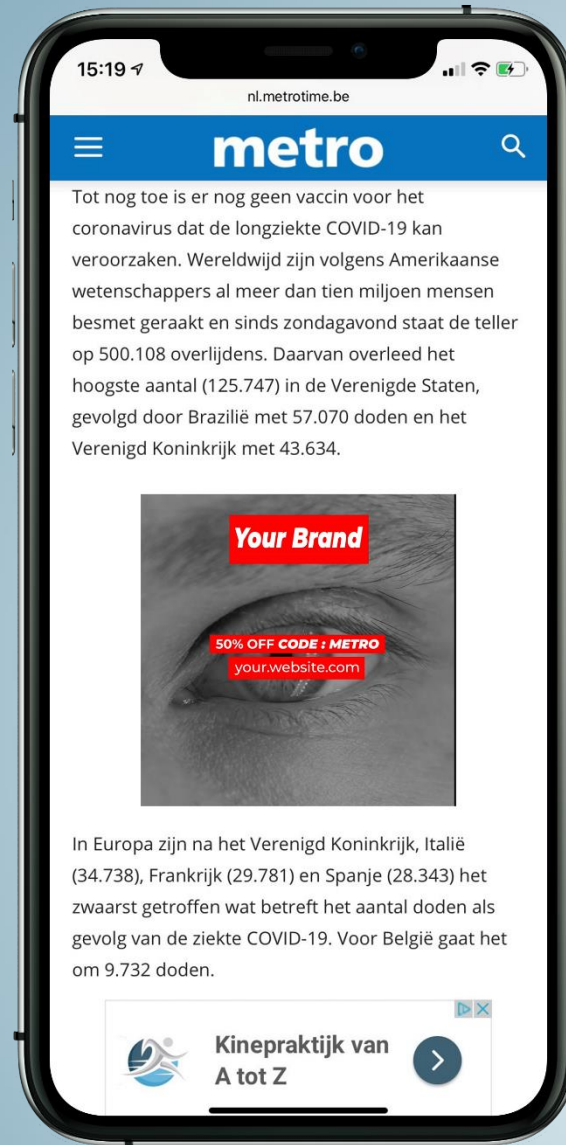 15:19
nl.metrotime.be
metro
Tot nog toe is er nog geen vaccin voor het
coronavirus dat de longziekte COVID-19 kan
veroorzaken. Wereldwijd zijn volgens Amerikaanse
wetenschappers al meer dan tien miljoen mensen
besmet geraakt en sinds zondagavond staat de teller
op 500.108 overlijdens. Daarvan overleed het
hoogste aantal (125.747) in de Verenigde Staten,
gevolgd door Brazilië met 57.070 doden en het
Verenigd Koninkrijk met 43.634.
Your Brand
50% OFF CODE : METRO
your.website.com
In Europa zijn na het Verenigd Koninkrijk, Italië
(34.738), Frankrijk (29.781) en Spanje (28.343) het
zwaarst getroffen wat betreft het aantal doden als
gevolg van de ziekte COVID-19. Voor België gaat het
om 9.732 doden.
Kinepraktijk van
A tot Z